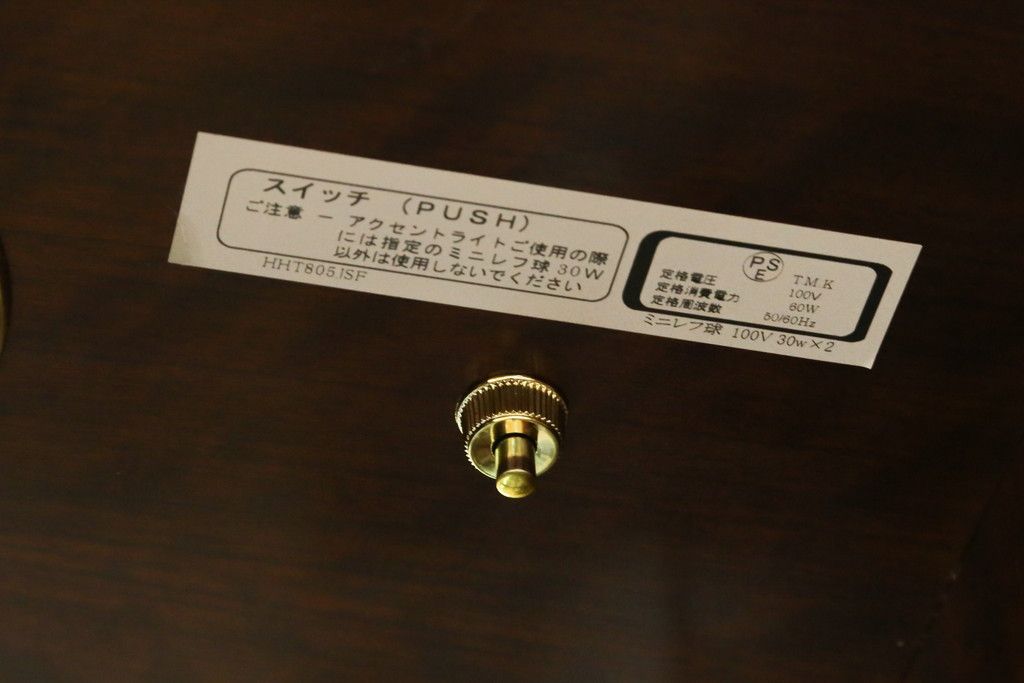 スイッチ (PUSH)
ご注意 － アクセントライトご使用の際
には指定のミニレフ球 30W
以外は使用しないでください
HHT805JSF
PSE
T.M.K
定格電圧 100V
定格消費電力 60W
定格周波数 50/60Hz
ミニレフ球 100V 30w×2